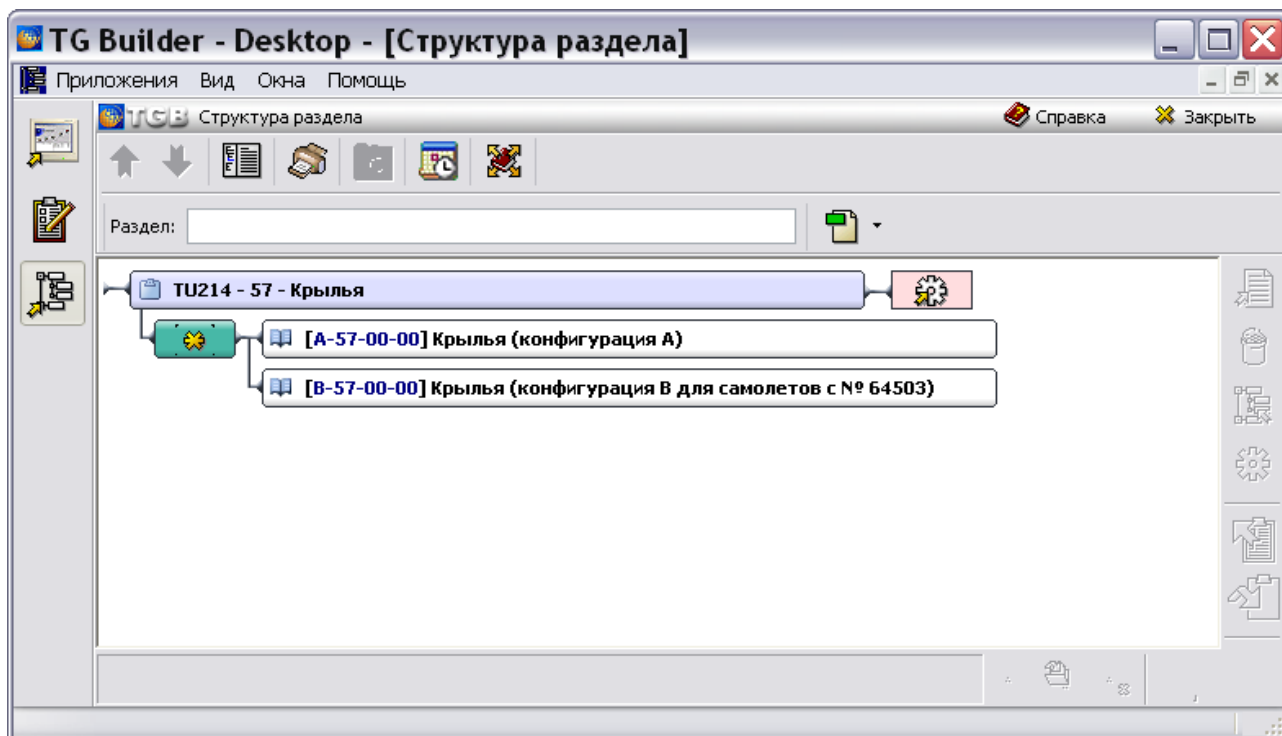 TG Builder - Desktop - [Структура раздела]
Приложения Вид Окна Помощь
TGB Структура раздела Справка Закрыть
Раздел:
TU214 - 57 - Крылья
[A-57-00-00] Крылья (конфигурация А)
[B-57-00-00] Крылья (конфигурация В для самолетов с № 64503)